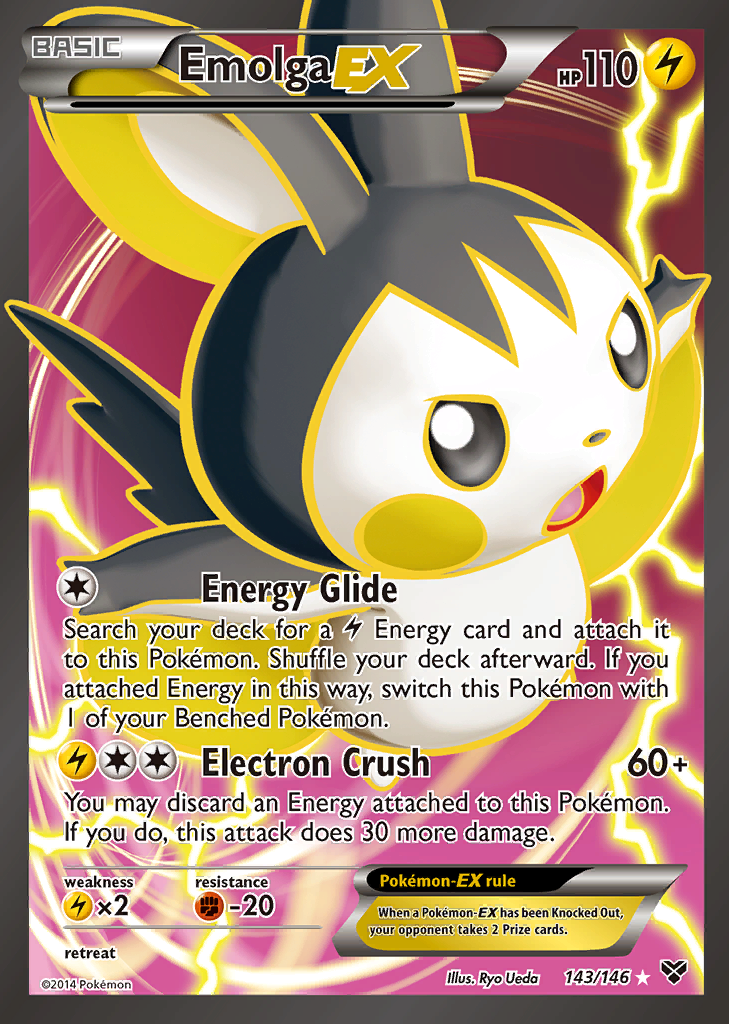 BASIC
Emolga EX HP110
Energy Glide
Search your deck for a Energy card and attach it
to this Pokémon. Shuffle your deck afterward. If you
attached Energy in this way, switch this Pokémon with
1 of your Benched Pokémon.
Electron Crush 60+
You may discard an Energy attached to this Pokémon.
If you do, this attack does 30 more damage.
weakness resistance
×2 -20
retreat
Pokémon-EX rule
When a Pokémon-EX has been Knocked Out,
your opponent takes 2 Prize cards.
©2014 Pokémon Illus. Ryo Ueda 143/146